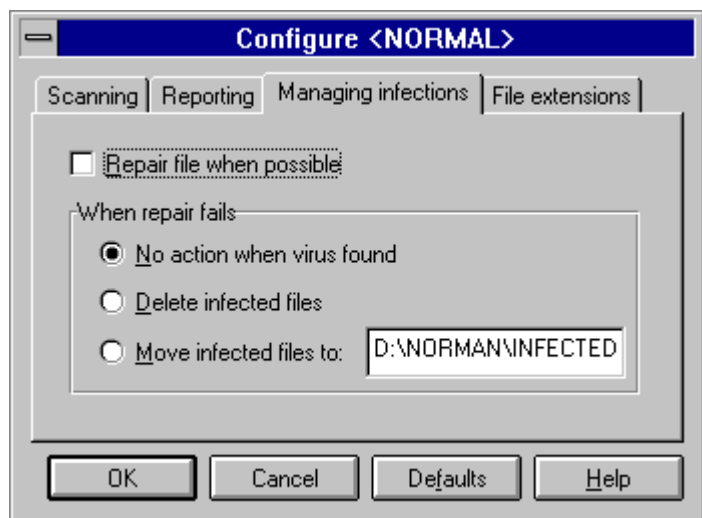 Configure <NORMAL>
Scanning Reporting Managing infections File extensions
Repair file when possible
When repair fails
No action when virus found
Delete infected files
Move infected files to: D:\NORMAN\INFECTED
OK Cancel Defaults Help